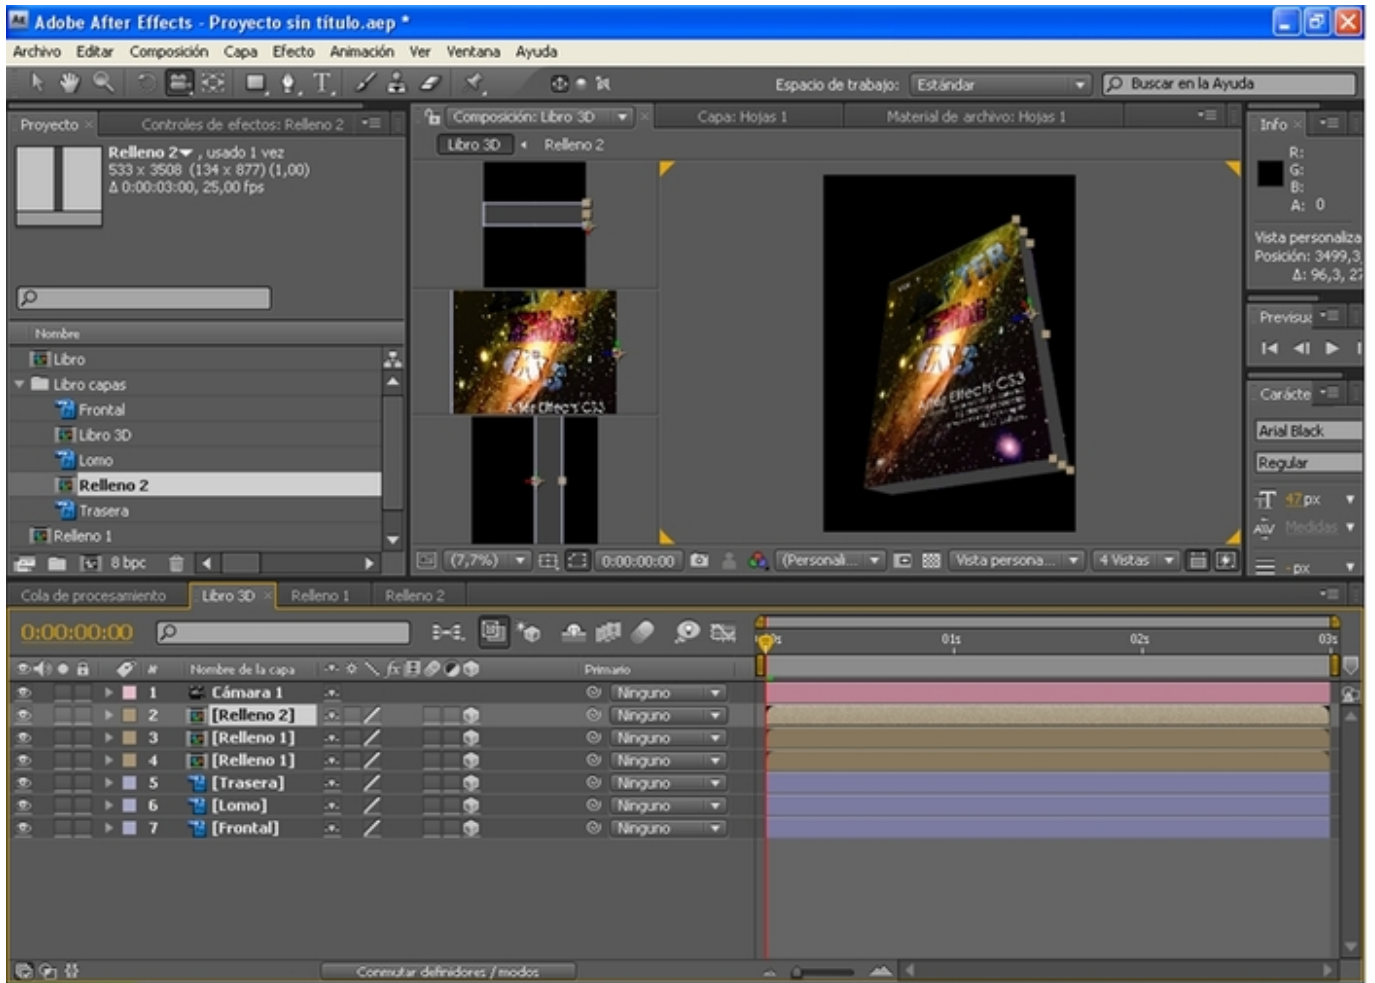 Adobe After Effects - Proyecto sin título.aep *
Archivo Editar Composición Capa Efecto Animación Ver Ventana Ayuda
Espacio de trabajo: Estándar Buscar en la Ayuda
Proyecto × Controles de efectos: Relleno 2
Composición: Libro 3D × Capa: Hojas 1 Material de archivo: Hojas 1
Info ×
Libro 3D Relleno 2
Relleno 2 , usado 1 vez
533 x 3508 (134 x 877) (1,00)
Δ 0:00:03:00, 25,00 fps
R:
G:
B:
A: 0
Vista personaliza
Posición: 3499,3
Δ: 96,3, 27
After Effects CS3
After Effects CS3
Previsu
Nombre
Libro
Libro capas
Frontal
Libro 3D
Lomo
Relleno 2
Trasera
Relleno 1
8 bpc
Carácte
Arial Black
Regular
47 px
Medidas
- px
(7,7%) 0:00:00:00 (Personali... Vista persona... 4 Vistas
Cola de procesamiento Libro 3D × Relleno 1 Relleno 2
0:00:00:00
01s 02s 03s
# Nombre de la capa fx Primario
1 Cámara 1 Ninguno
2 [Relleno 2] Ninguno
3 [Relleno 1] Ninguno
4 [Relleno 1] Ninguno
5 [Trasera] Ninguno
6 [Lomo] Ninguno
7 [Frontal] Ninguno
Conmutar definidores / modos